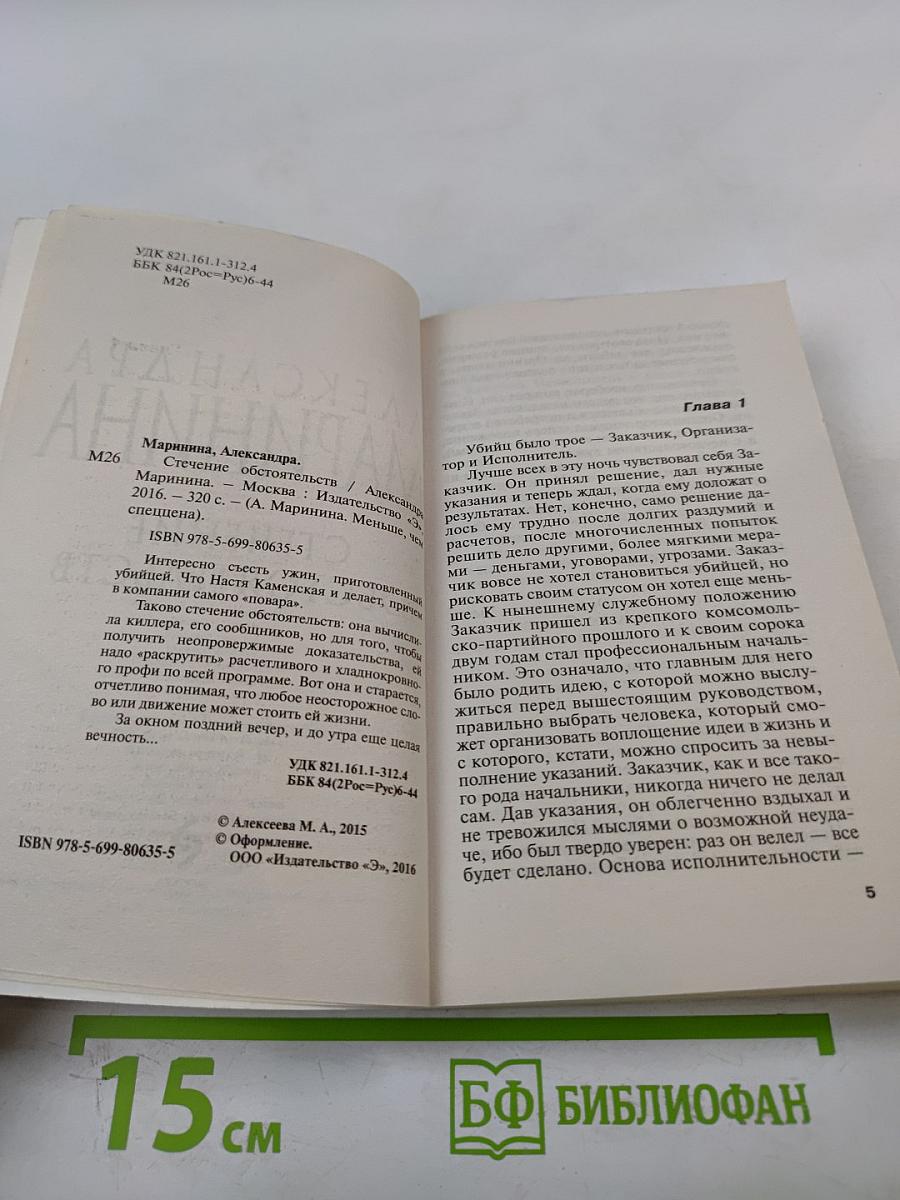 УДК 821.161.1-312.4
ББК 84(2Рос=Рус)6-44
М26
Маринина, Александра.
М26 Стечение обстоятельств / Александра
Маринина. — Москва : Издательство «Э»,
2016. — 320 с. — (А. Маринина. Меньше, чем
спеццена).
ISBN 978-5-699-80635-5
Интересно съесть ужин, приготовленный
убийцей. Что Настя Каменская и делает, причем
в компании самого «повара».
Таково стечение обстоятельств: она вычисли-
ла киллера, его сообщников, но для того, чтобы
получить неопровержимые доказательства, ей
надо «раскрутить» расчетливого и хладнокровно-
го профи по всей программе. Вот она и старается,
отчетливо понимая, что любое неосторожное сло-
во или движение может стоить ей жизни.
За окном поздний вечер, и до утра еще целая
вечность...
УДК 821.161.1-312.4
ББК 84(2Рос=Рус)6-44
© Алексеева М. А., 2015
© Оформление.
ООО «Издательство «Э», 2016
ISBN 978-5-699-80635-5
Глава 1
Убийц было трое — Заказчик, Организа-
тор и Исполнитель.
Лучше всех в эту ночь чувствовал себя За-
казчик. Он принял решение, дал нужные
указания и теперь ждал, когда ему доложат о
результатах. Нет, конечно, само решение да-
лось ему трудно после долгих раздумий и
расчетов, после многочисленных попыток
решить дело другими, более мягкими мера-
ми — деньгами, уговорами, угрозами. Заказ-
чик вовсе не хотел становиться убийцей, но
рисковать своим статусом он хотел еще мень-
ше. К нынешнему служебному положению
Заказчик пришел из крепкого комсомоль-
ско-партийного прошлого и к своим сорока
двум годам стал профессиональным началь-
ником. Это означало, что главным для него
было родить идею, с которой можно выслу-
житься перед вышестоящим руководством,
правильно выбрать человека, который смо-
жет организовать воплощение идеи в жизнь и
с которого, кстати, можно спросить за невы-
полнение указаний. Заказчик, как и все тако-
го рода начальники, никогда ничего не делал
сам. Дав указания, он облегченно вздыхал и
не тревожился мыслями о возможной неуда-
че, ибо был твердо уверен: раз он велел — все
будет сделано. Основа исполнительности —
5
15 см
БФ БИБЛИОФАН